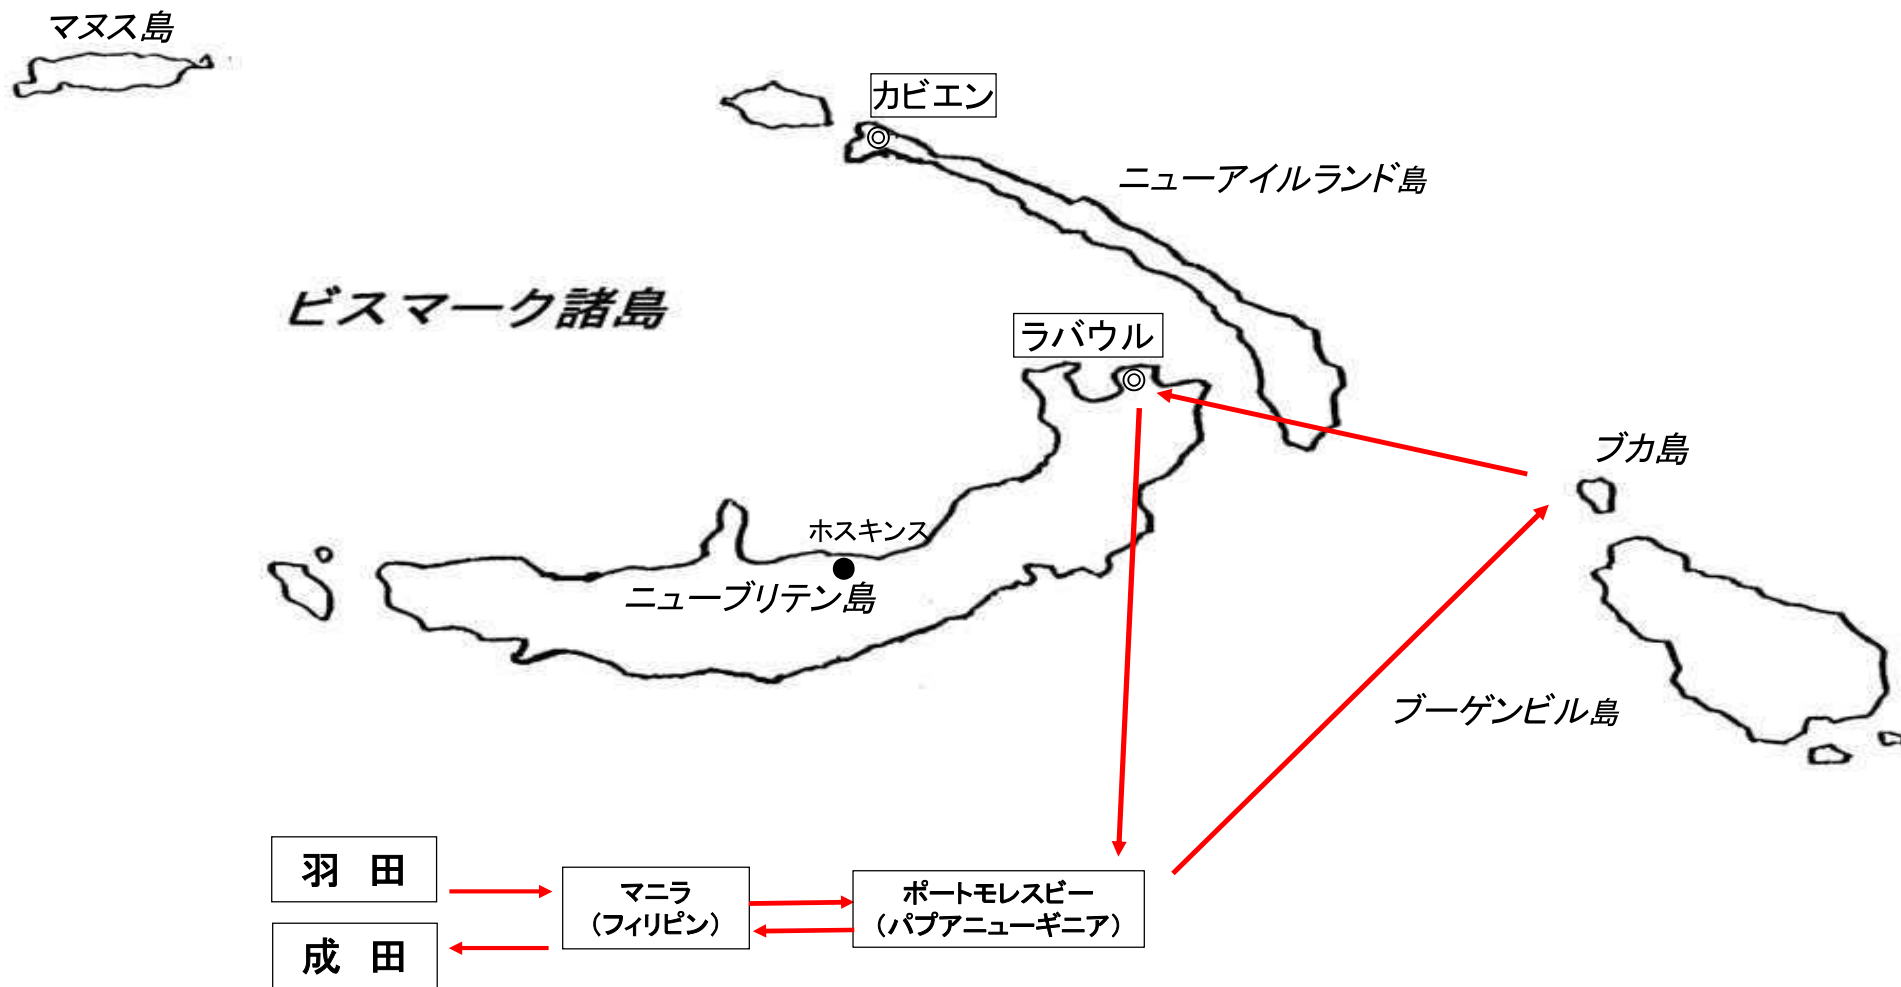 マヌス島
カビエン
ニューアイルランド島
ビスマーク諸島
ラバウル
ブカ島
ホスキンス
ニューブリテン島
ブーゲンビル島
羽　田
マニラ
（フィリピン）
ポートモレスビー
（パプアニューギニア）
成　田